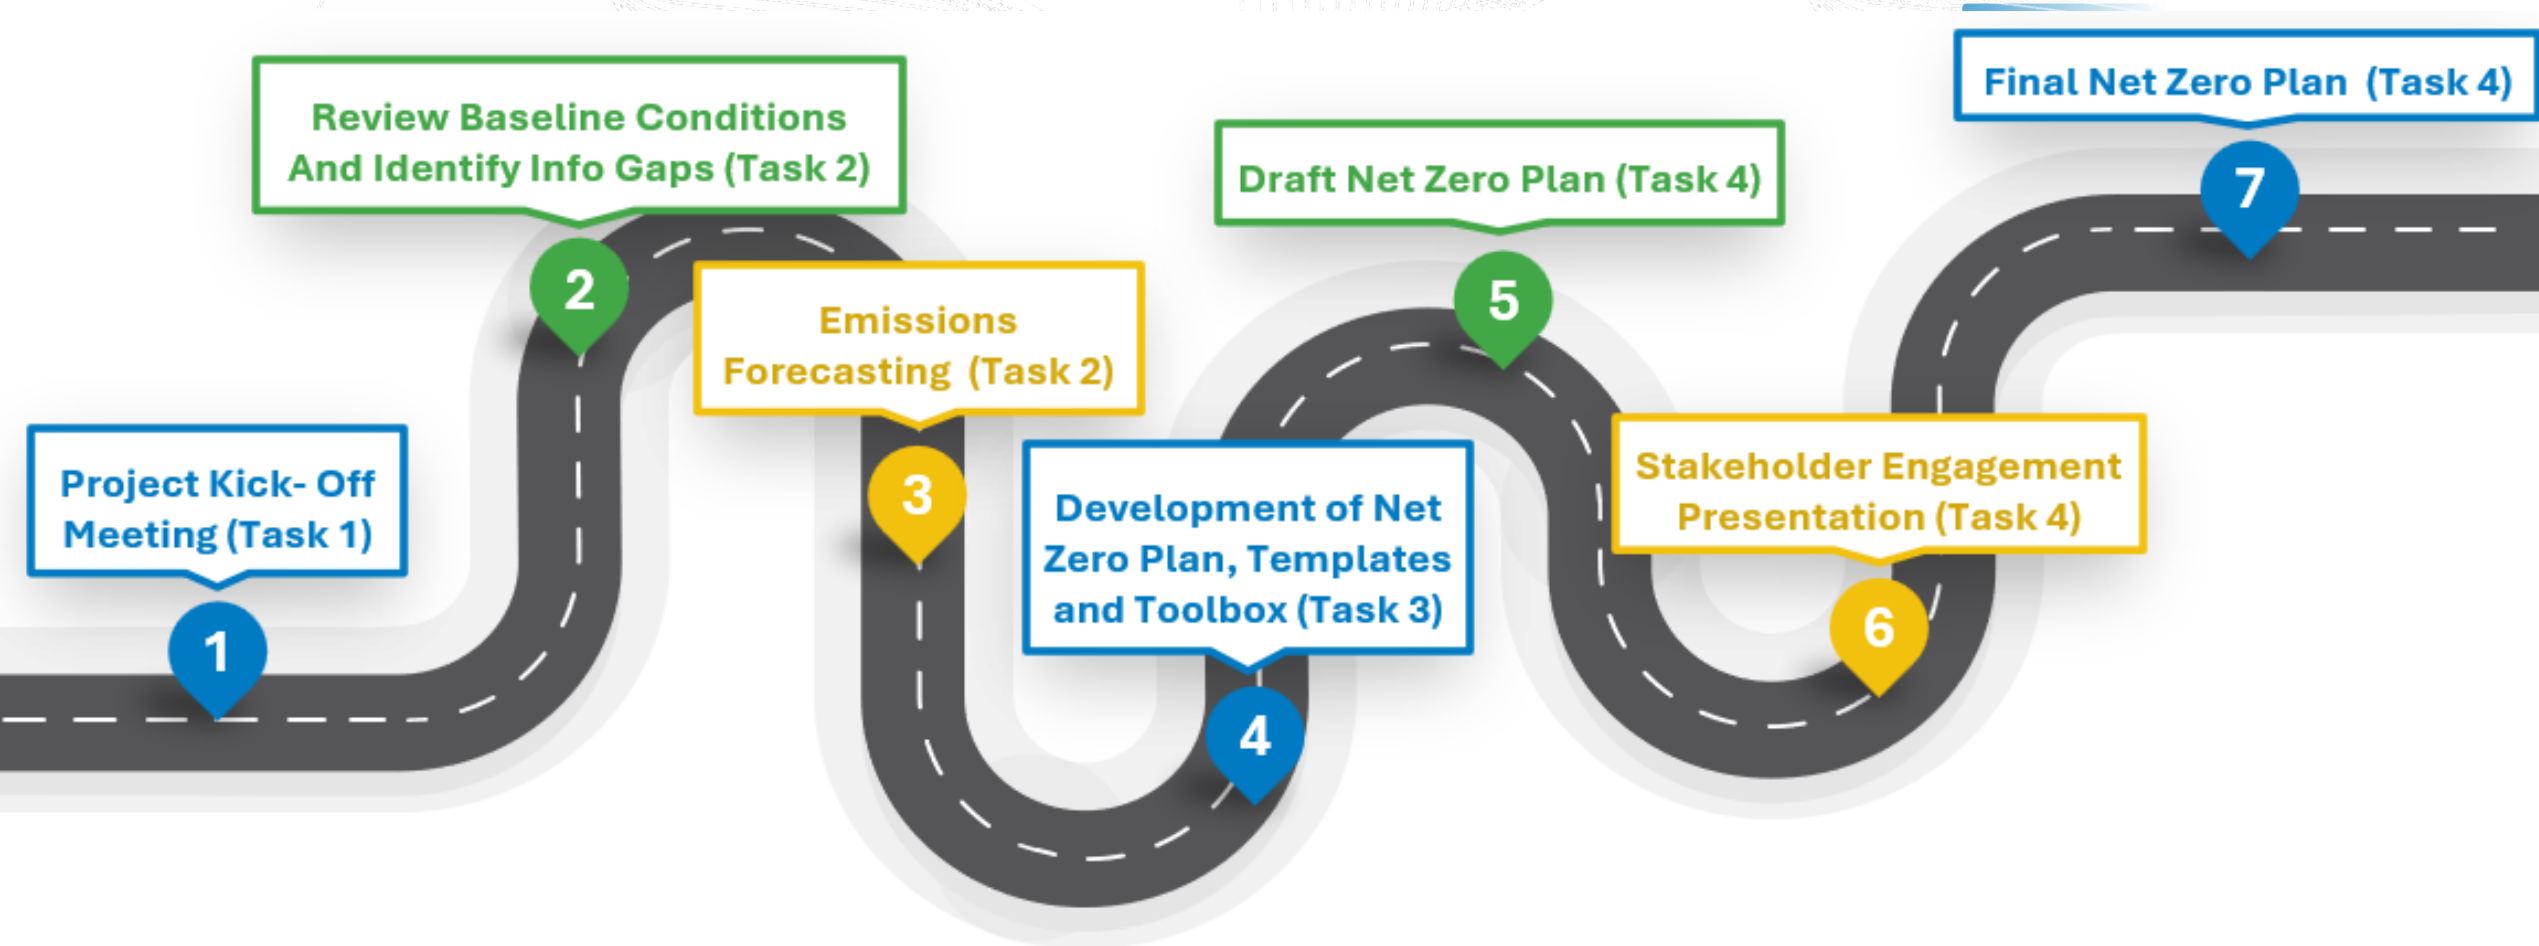 Project Kick- Off
Meeting (Task 1)
1
Review Baseline Conditions
And Identify Info Gaps (Task 2)
2
Emissions
Forecasting (Task 2)
3
Development of Net
Zero Plan, Templates
and Toolbox (Task 3)
4
Draft Net Zero Plan (Task 4)
5
Stakeholder Engagement
Presentation (Task 4)
6
Final Net Zero Plan (Task 4)
7